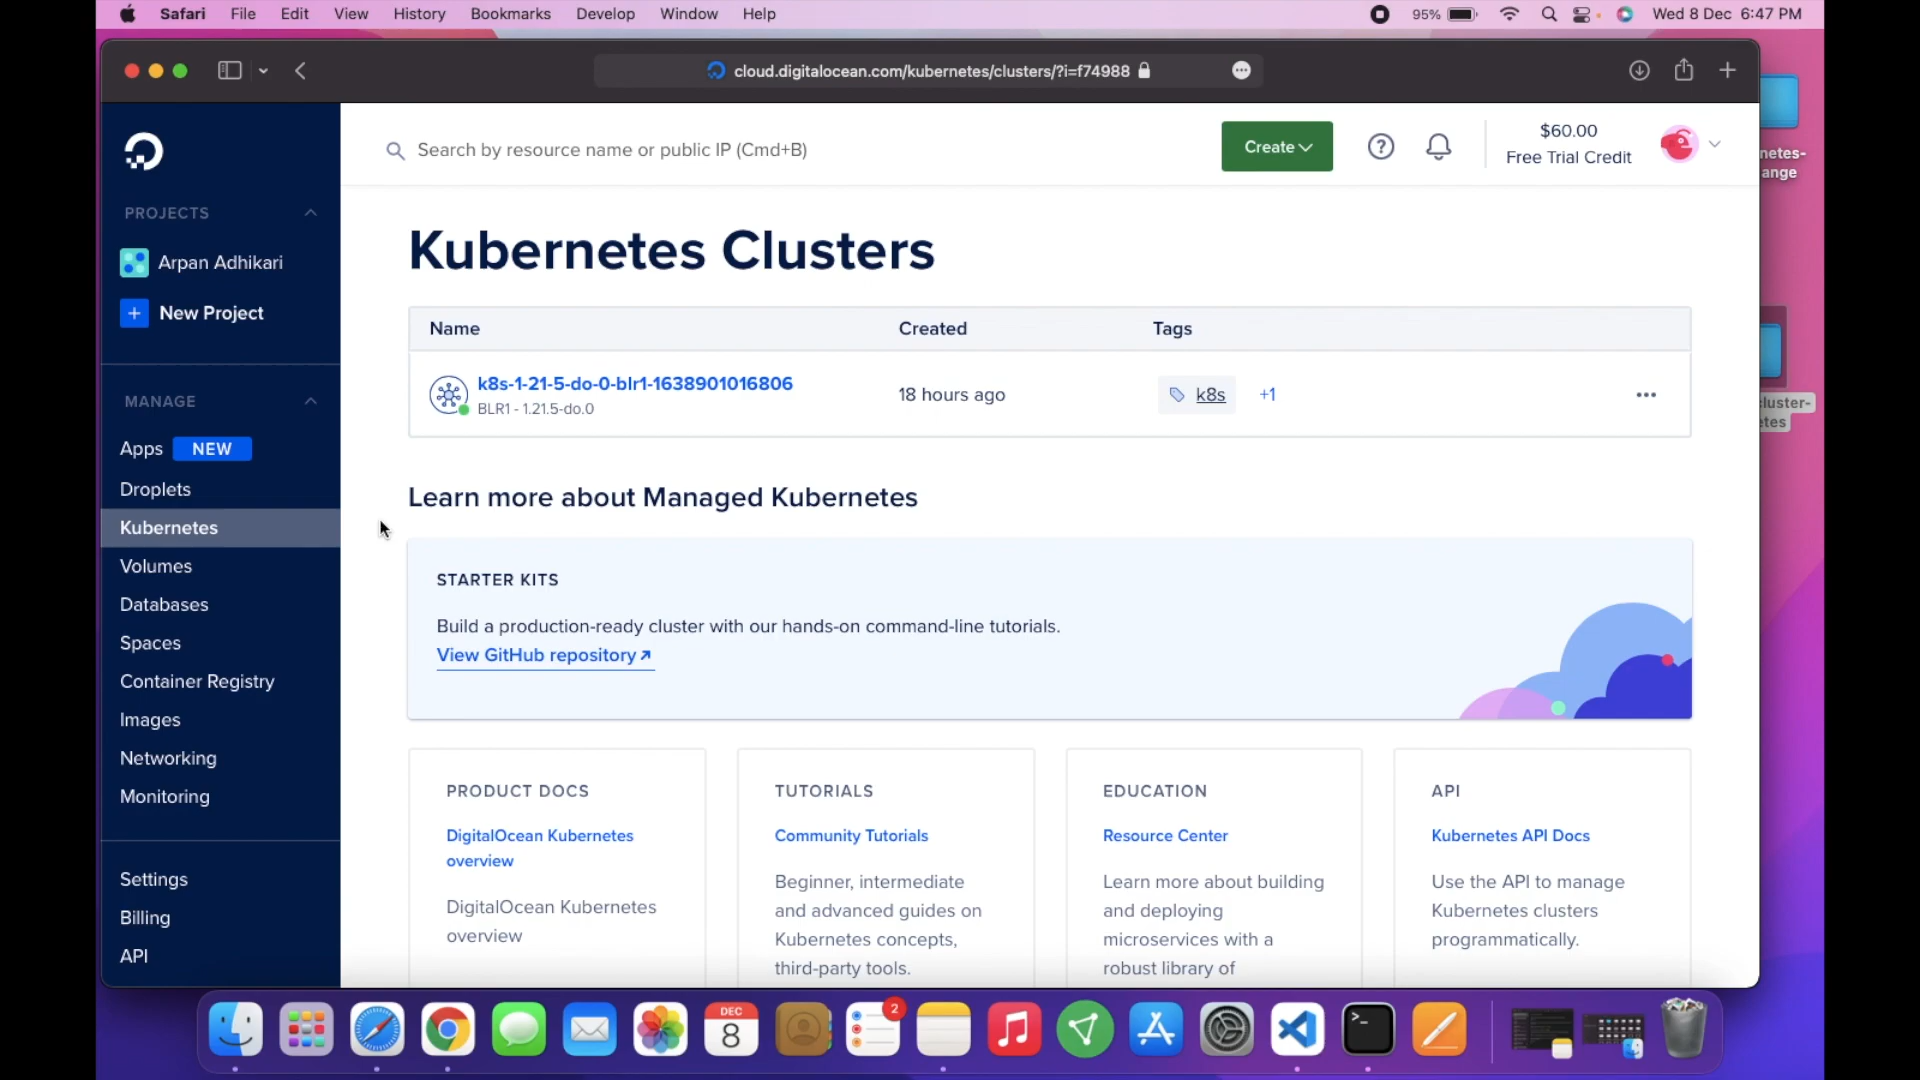 Safari File Edit View History Bookmarks Develop Window Help 95% Wed 8 Dec 6:47 PM
cloud.digitalocean.com/kubernetes/clusters/?i=f74988
Search by resource name or public IP (Cmd+B)
Create
?
$60.00
Free Trial Credit
PROJECTS
Arpan Adhikari
+ New Project
MANAGE
Apps NEW
Droplets
Kubernetes
Volumes
Databases
Spaces
Container Registry
Images
Networking
Monitoring
Settings
Billing
API
Kubernetes Clusters
Name Created Tags
k8s-1-21-5-do-0-blr1-1638901016806
BLR1 - 1.21.5-do.0
18 hours ago
k8s +1
Learn more about Managed Kubernetes
STARTER KITS
Build a production-ready cluster with our hands-on command-line tutorials.
View GitHub repository
PRODUCT DOCS
DigitalOcean Kubernetes
overview
DigitalOcean Kubernetes
overview
TUTORIALS
Community Tutorials
Beginner, intermediate
and advanced guides on
Kubernetes concepts,
third-party tools.
EDUCATION
Resource Center
Learn more about building
and deploying
microservices with a
robust library of
API
Kubernetes API Docs
Use the API to manage
Kubernetes clusters
programmatically.
netes-
ange
cluster-
etes
DEC
8
2